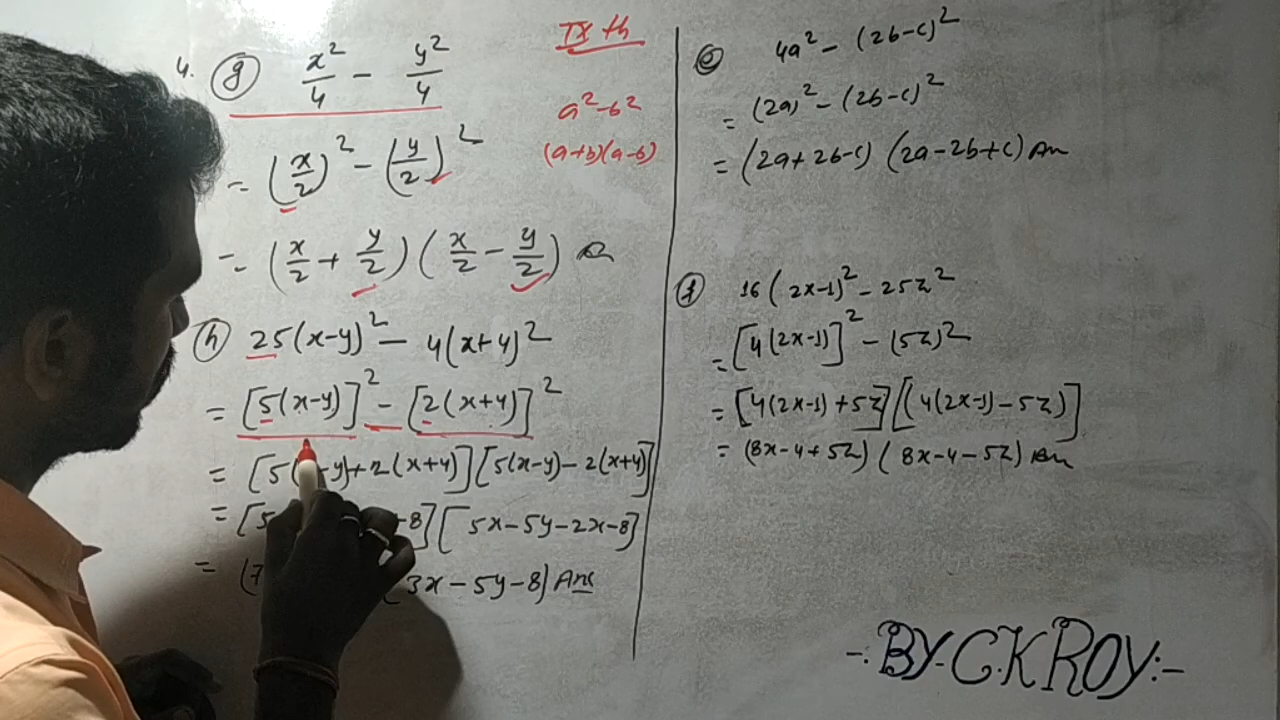 4. (g) x²/4 - y²/4
= (x/2)² - (y/2)²
= (x/2 + y/2) (x/2 - y/2)
(h) 25(x-y)² - 4(x+4)²
= [5(x-y)]² - [2(x+4)]²
= [5( -y)+2(x+4)] [5(x-y)-2(x+4)]
= [5 -8] [5x-5y-2x-8]
= (7 3x-5y-8) Ans
IX th
a²-b²
(a+b)(a-b)
(e) 4a² - (2b-c)²
= (2a)² - (2b-c)²
= (2a+2b-c) (2a-2b+c) An
(f) 16(2x-1)² - 25z²
= [4(2x-1)]² - (5z)²
= [4(2x-1)+5z] [(4(2x-1)-5z)]
= (8x-4+5z) (8x-4-5z) An
-: BY- C.K ROY:-